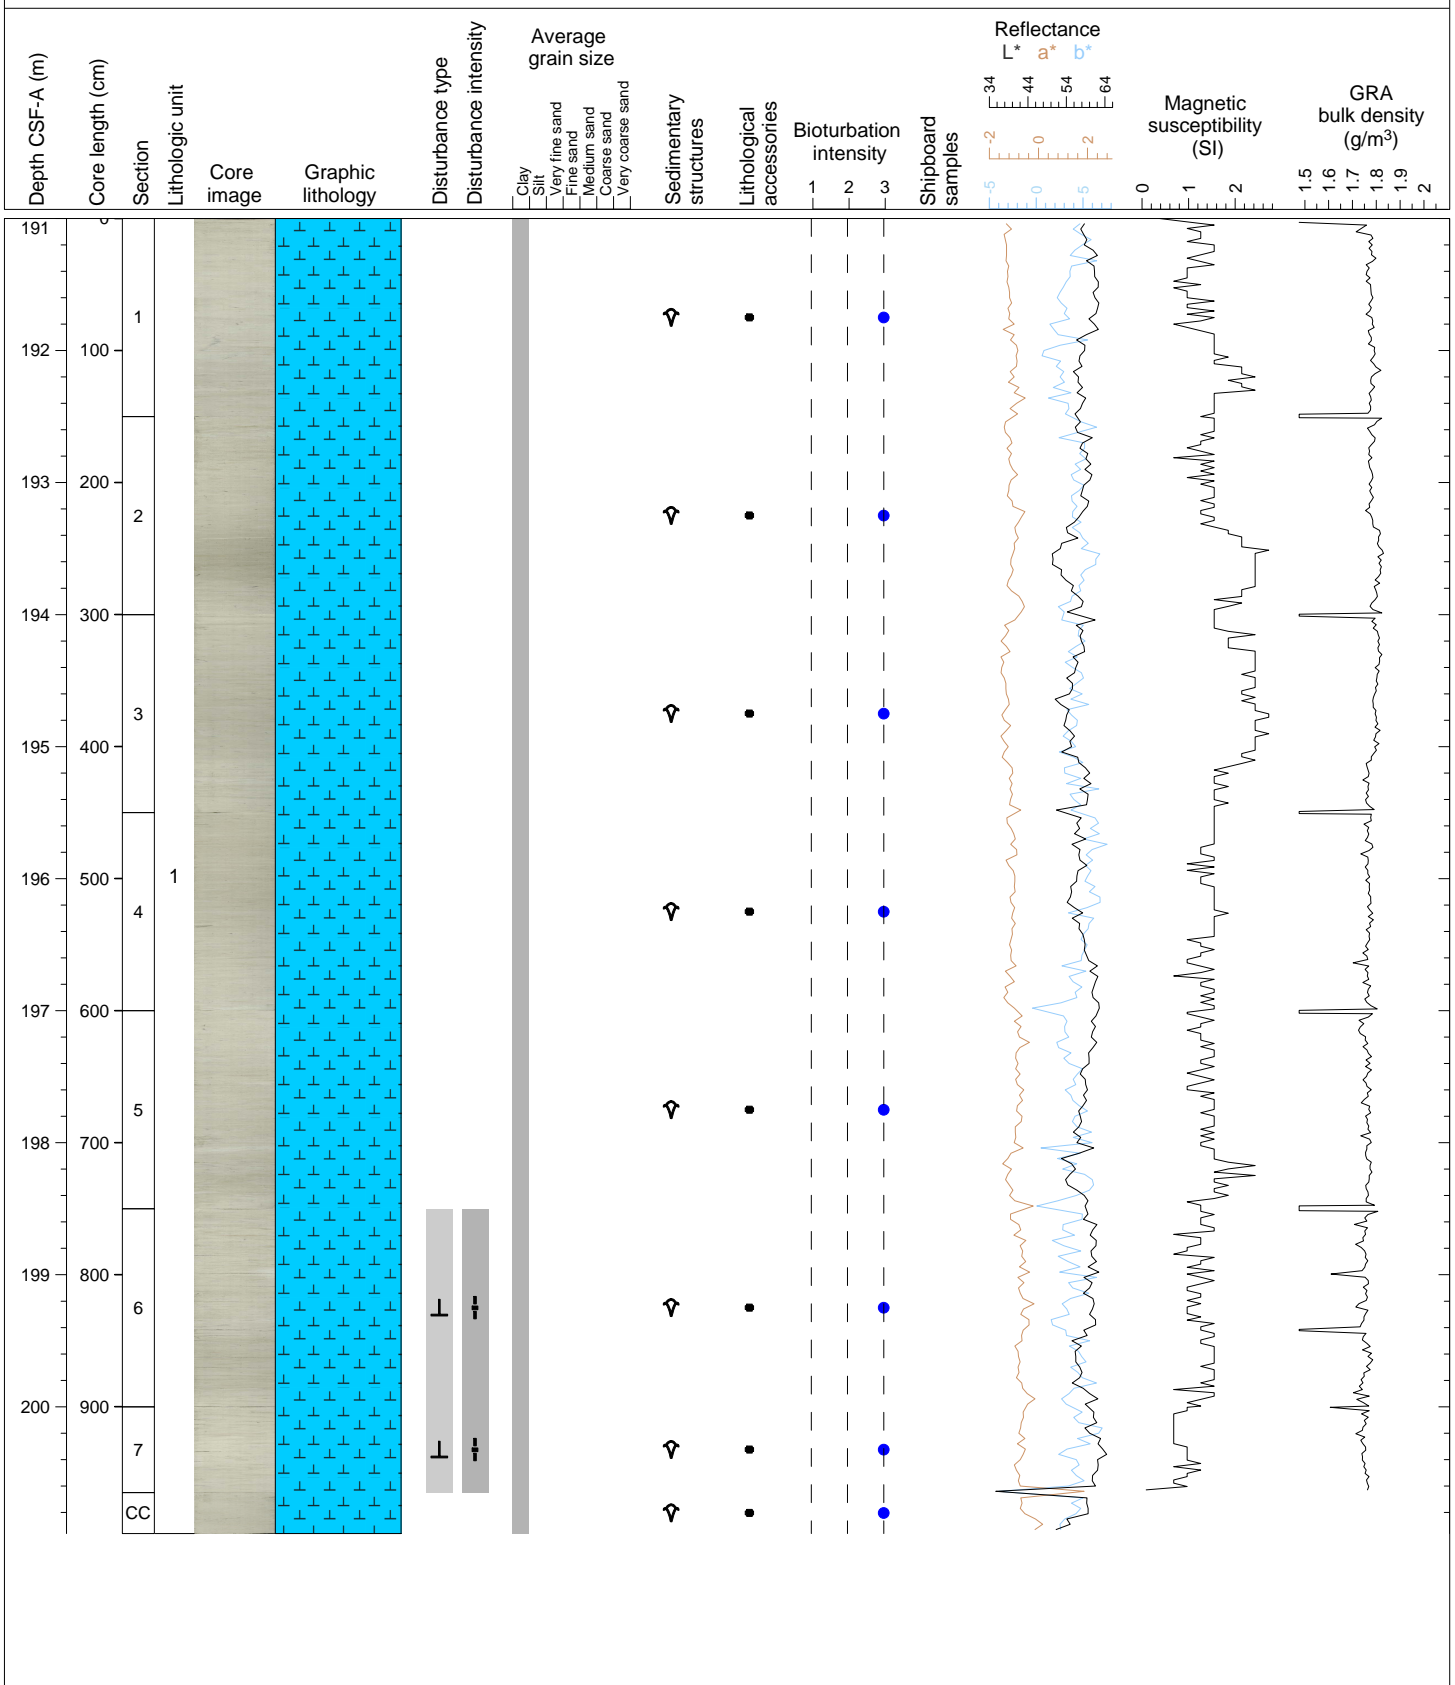 Depth CSF-A (m)
Core length (cm)
Section
Lithologic unit
Core
image
Graphic
lithology
Disturbance type
Disturbance intensity
Average
grain size
Clay
Silt
Very fine sand
Fine sand
Medium sand
Coarse sand
Very coarse sand
Sedimentary
structures
Lithological
accessories
Bioturbation
intensity
1 2 3
Shipboard
samples
Reflectance
L* a* b*
34 44 54 64
-2 0 2
-5 0 5
Magnetic
susceptibility
(SI)
0 1 2
GRA
bulk density
(g/m³)
1.5 1.6 1.7 1.8 1.9 2
191 0
1
192 100
193 200
2
194 300
3
195 400
196 500 1
4
197 600
5
198 700
199 800
6
200 900
7
CC